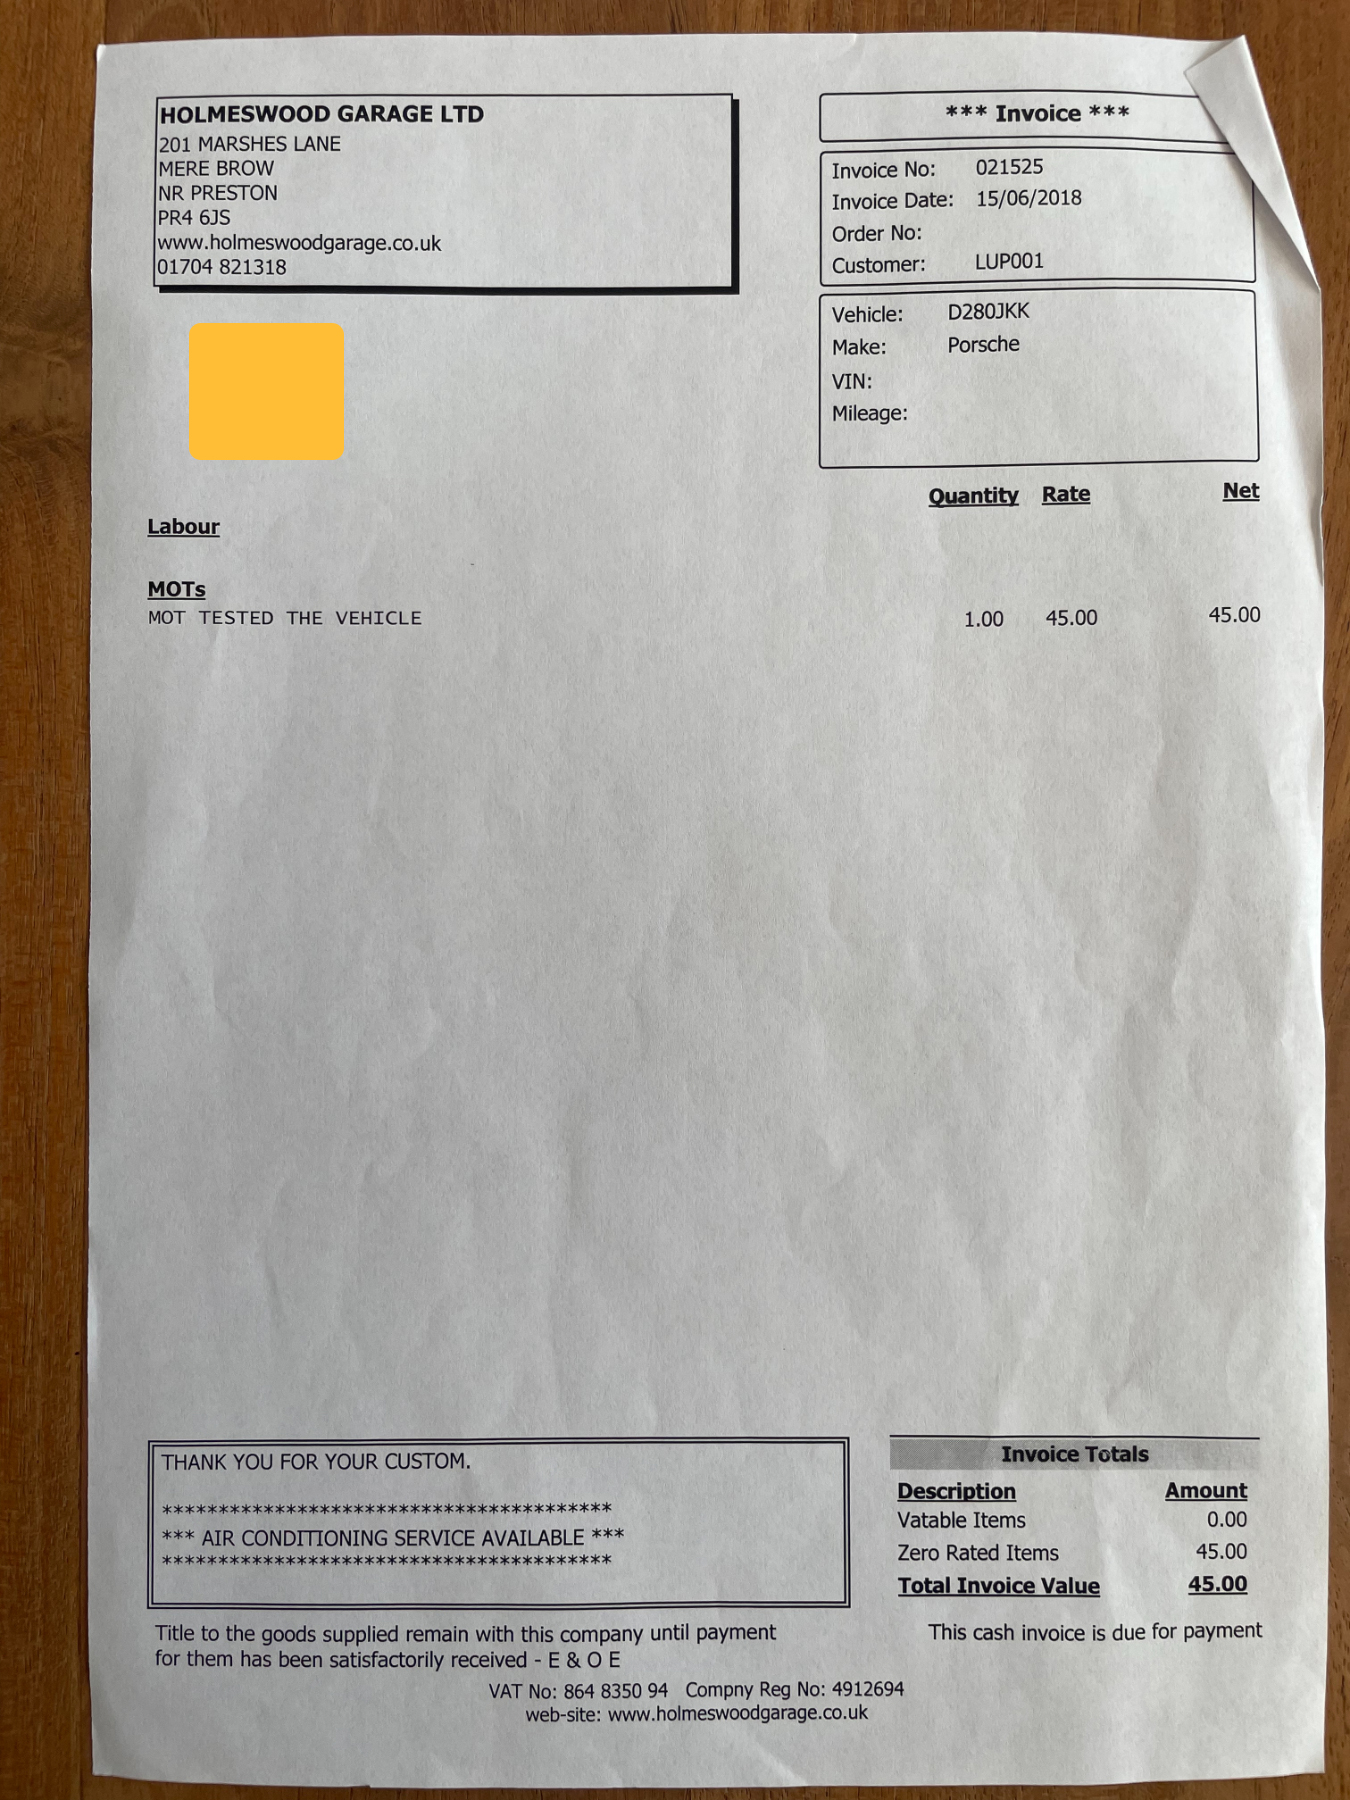 HOLMESWOOD GARAGE LTD
201 MARSHES LANE
MERE BROW
NR PRESTON
PR4 6JS
www.holmeswoodgarage.co.uk
01704 821318
*** Invoice ***
Invoice No: 021525
Invoice Date: 15/06/2018
Order No:
Customer: LUP001
Vehicle: D280JKK
Make: Porsche
VIN:
Mileage:
Quantity Rate Net
Labour
MOTs
MOT TESTED THE VEHICLE 1.00 45.00 45.00
THANK YOU FOR YOUR CUSTOM.
****************************************
*** AIR CONDITIONING SERVICE AVAILABLE ***
****************************************
Invoice Totals
Description Amount
Vatable Items 0.00
Zero Rated Items 45.00
Total Invoice Value 45.00
Title to the goods supplied remain with this company until payment
for them has been satisfactorily received - E & O E
This cash invoice is due for payment
VAT No: 864 8350 94 Compny Reg No: 4912694
web-site: www.holmeswoodgarage.co.uk